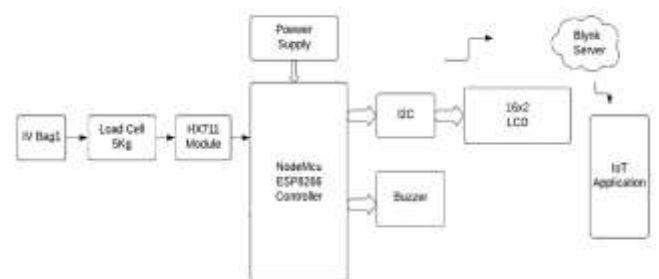 Poewer
Supply
Blynk
Server
IV Bag1
Load Cell
5Kg
HX711
Module
NodeMcu
ESP8266
Controller
I2C
16x2
LCD
Buzzer
IoT
Application